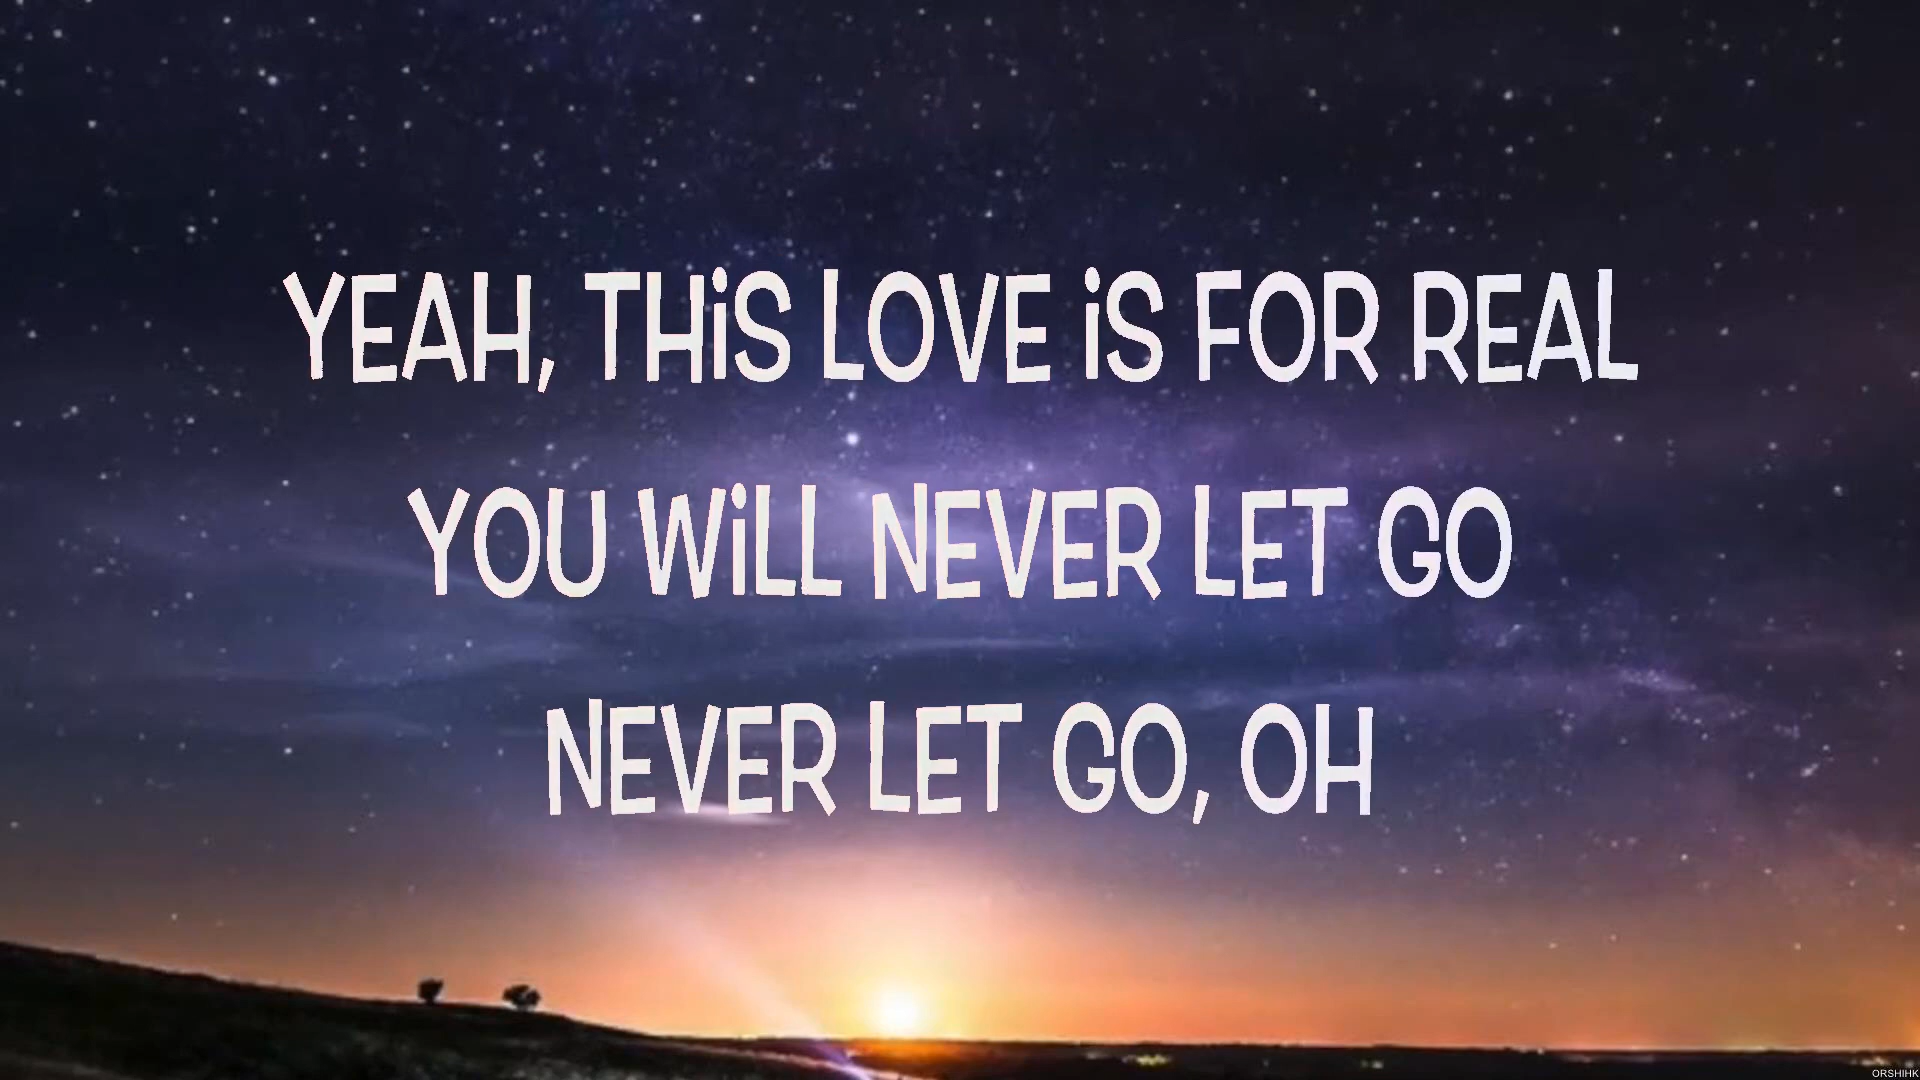 YEAH, THiS LOVE iS FOR REAL
YOU WiLL NEVER LET GO
NEVER LET GO, OH
ORSHIHK